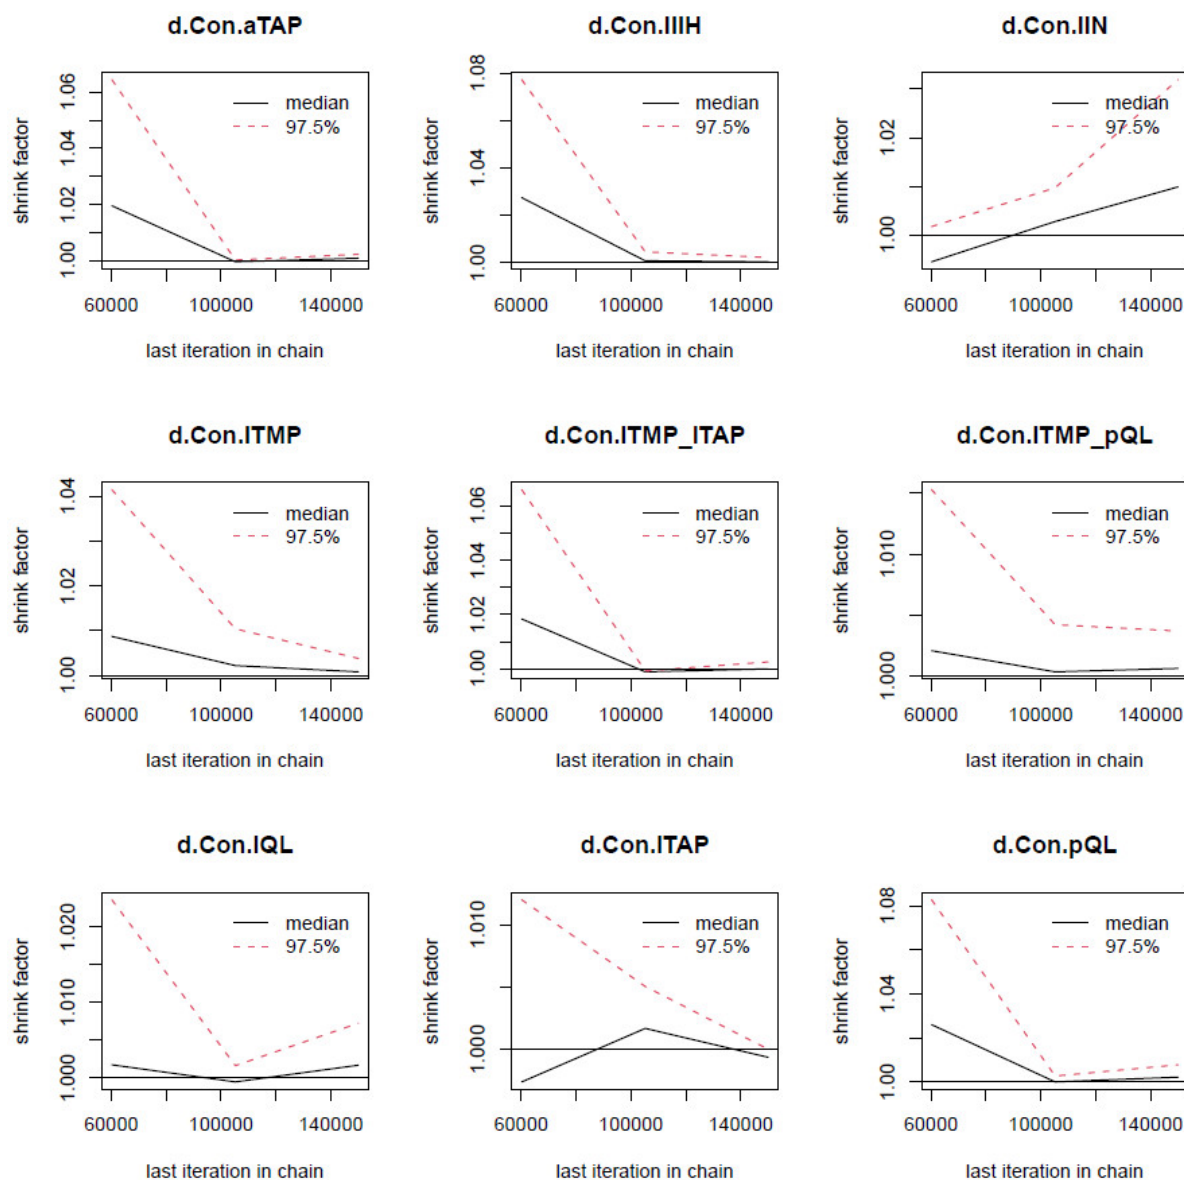 d.Con.aTAP
shrink factor
1.00 1.02 1.04 1.06
median
97.5%
60000 100000 140000
last iteration in chain
d.Con.IIIH
shrink factor
1.00 1.04 1.08
median
97.5%
60000 100000 140000
last iteration in chain
d.Con.IIN
shrink factor
1.00 1.02
median
97.5%
60000 100000 140000
last iteration in chain
d.Con.ITMP
shrink factor
1.00 1.02 1.04
median
97.5%
60000 100000 140000
last iteration in chain
d.Con.ITMP_ITAP
shrink factor
1.00 1.02 1.04 1.06
median
97.5%
60000 100000 140000
last iteration in chain
d.Con.ITMP_pQL
shrink factor
1.000 1.010
median
97.5%
60000 100000 140000
last iteration in chain
d.Con.IQL
shrink factor
1.000 1.010 1.020
median
97.5%
60000 100000 140000
last iteration in chain
d.Con.ITAP
shrink factor
1.000 1.010
median
97.5%
60000 100000 140000
last iteration in chain
d.Con.pQL
shrink factor
1.00 1.04 1.08
median
97.5%
60000 100000 140000
last iteration in chain